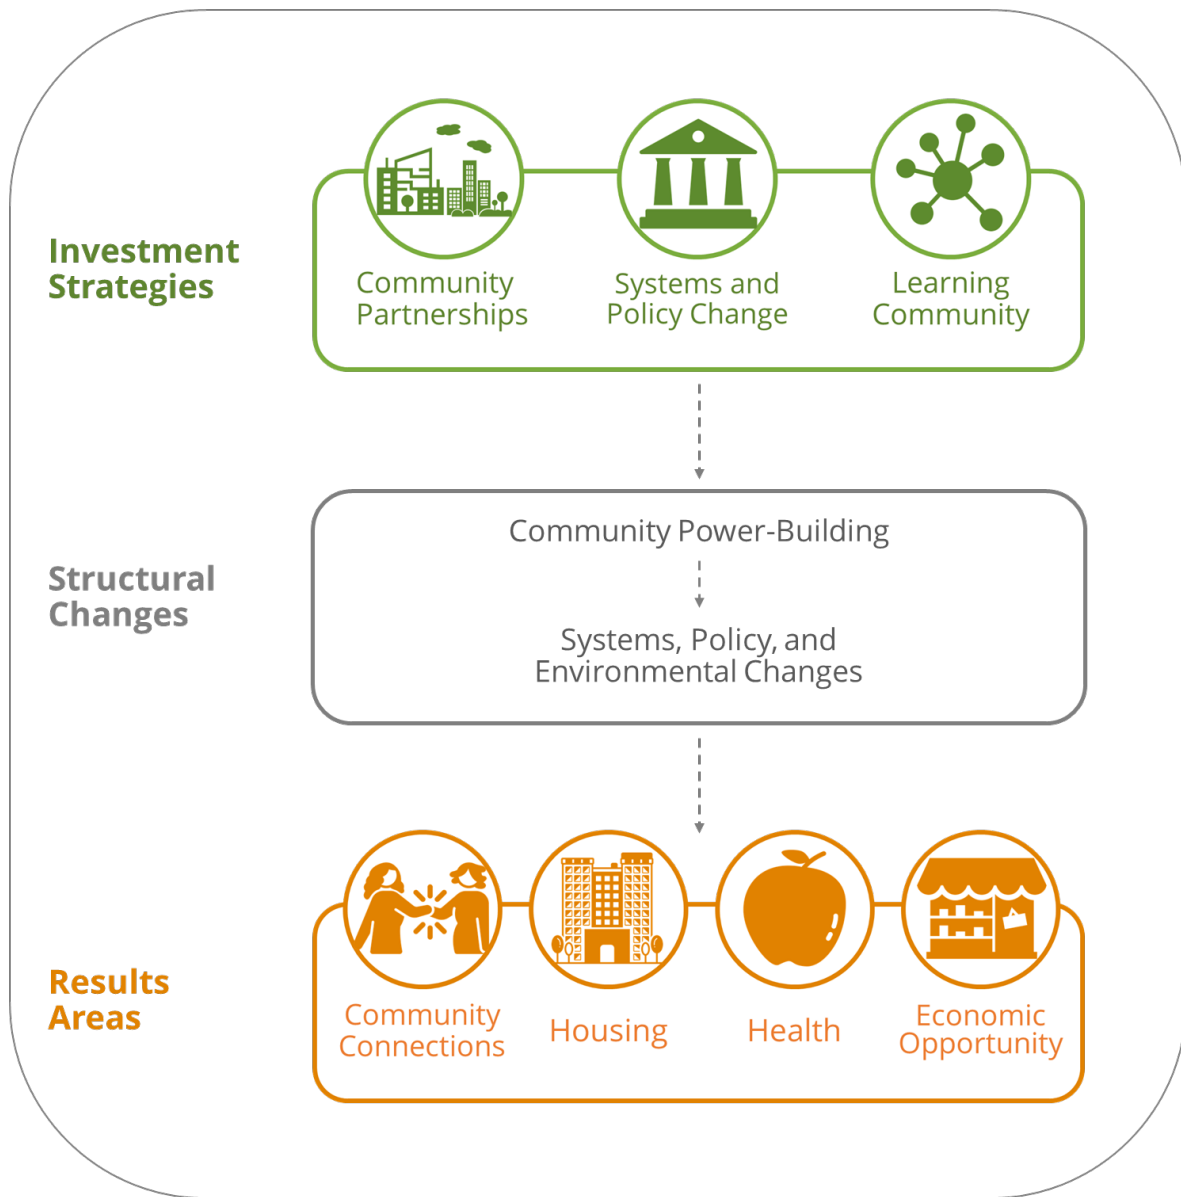 Investment
Strategies
Community
Partnerships
Systems and
Policy Change
Learning
Community
Structural
Changes
Community Power-Building
Systems, Policy, and
Environmental Changes
Results
Areas
Community
Connections
Housing
Health
Economic
Opportunity